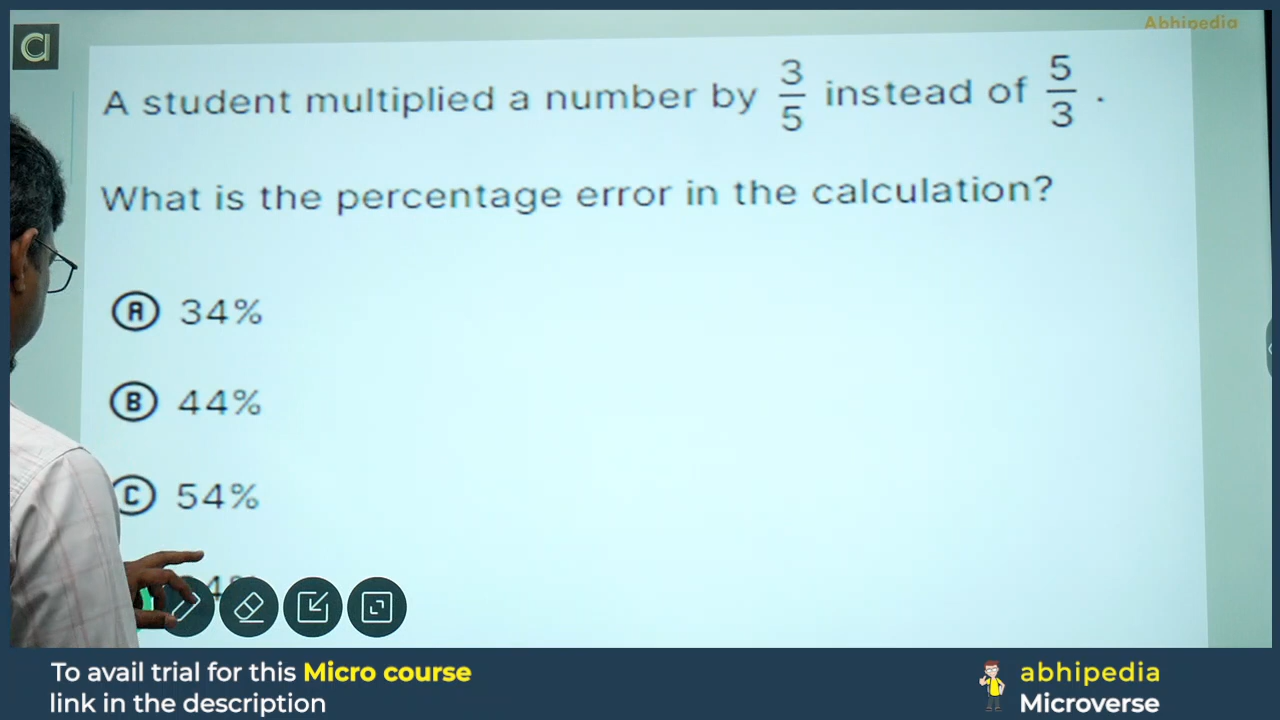 Abhipedia
a
A student multiplied a number by 3/5 instead of 5/3 .
What is the percentage error in the calculation?
A 34%
B 44%
C 54%
To avail trial for this Micro course
link in the description
abhipedia
Microverse